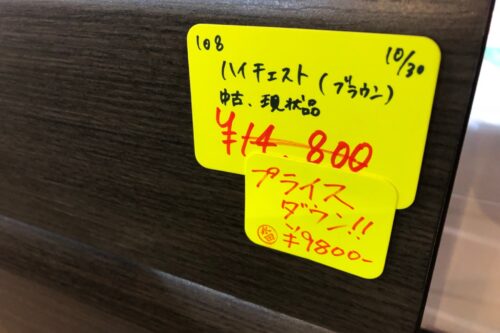 108 10/30
ハイチェスト(ブラウン)
中古、現状品
¥14,800
プライス
ダウン!!
¥9800-